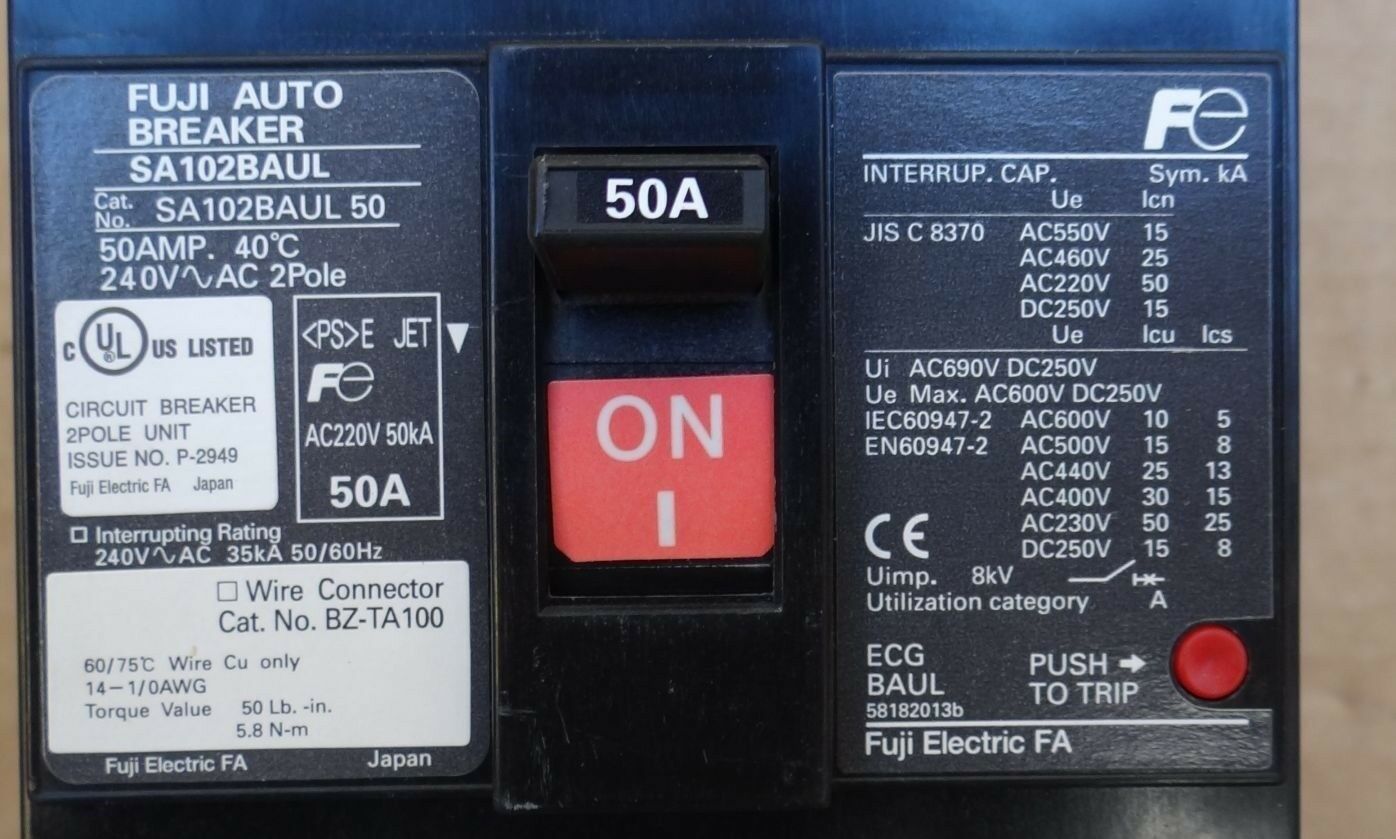 FUJI AUTO
BREAKER
SA102BAUL
Cat. No. SA102BAUL 50
50AMP. 40℃
240V∿AC 2Pole
C UL ® US LISTED
CIRCUIT BREAKER
2POLE UNIT
ISSUE NO. P-2949
Fuji Electric FA Japan
<PS>E JET
Fe
AC220V 50kA
50A
□ Interrupting Rating
240V∿AC 35kA 50/60Hz
□ Wire Connector
Cat. No. BZ-TA100
60/75℃ Wire Cu only
14−1/0AWG
Torque Value 50 Lb. -in.
5.8 N-m
Fuji Electric FA Japan
50A
ON
I
Fe
INTERRUP. CAP. Sym. kA
Ue Icn
JIS C 8370 AC550V 15
AC460V 25
AC220V 50
DC250V 15
Ue Icu Ics
Ui AC690V DC250V
Ue Max. AC600V DC250V
IEC60947-2 AC600V 10 5
EN60947-2 AC500V 15 8
AC440V 25 13
AC400V 30 15
AC230V 50 25
DC250V 15 8
CE
Uimp. 8kV
Utilization category A
ECG
BAUL
58182013b
PUSH →
TO TRIP
Fuji Electric FA